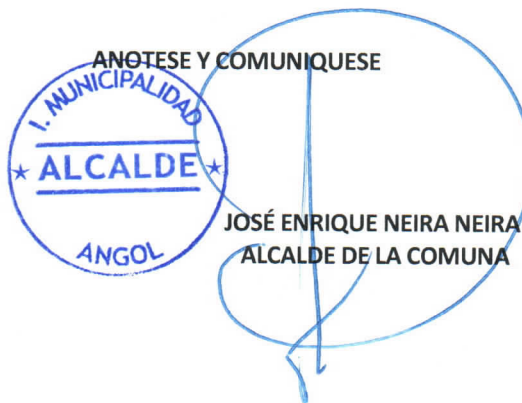 ANOTESE Y COMUNIQUESE
I. MUNICIPALIDAD
★ ALCALDE ★
ANGOL
JOSÉ ENRIQUE NEIRA NEIRA
ALCALDE DE LA COMUNA